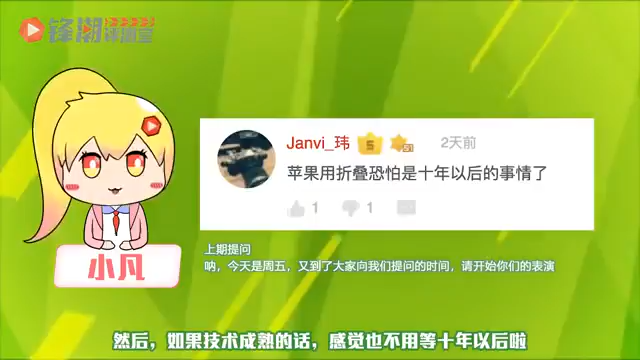 锋潮评测室
Janvi_玮
5
51
2天前
苹果用折叠恐怕是十年以后的事情了
1
1
上期提问
呐，今天是周五，又到了大家向我们提问的时间，请开始你们的表演
小凡
然后，如果技术成熟的话，感觉也不用等十年以后啦